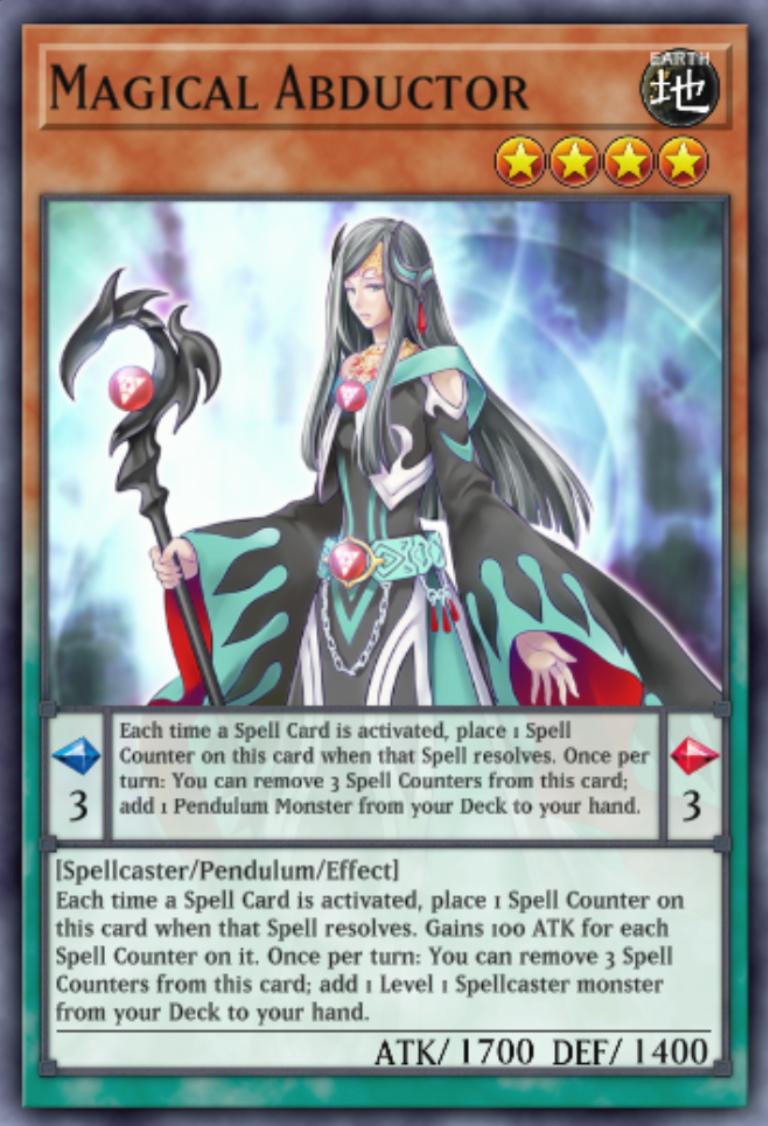 Magical Abductor
EARTH
地
Each time a Spell Card is activated, place 1 Spell
Counter on this card when that Spell resolves. Once per
turn: You can remove 3 Spell Counters from this card;
add 1 Pendulum Monster from your Deck to your hand.
3
3
[Spellcaster/Pendulum/Effect]
Each time a Spell Card is activated, place 1 Spell Counter on
this card when that Spell resolves. Gains 100 ATK for each
Spell Counter on it. Once per turn: You can remove 3 Spell
Counters from this card; add 1 Level 1 Spellcaster monster
from your Deck to your hand.
ATK/ 1700 DEF/ 1400